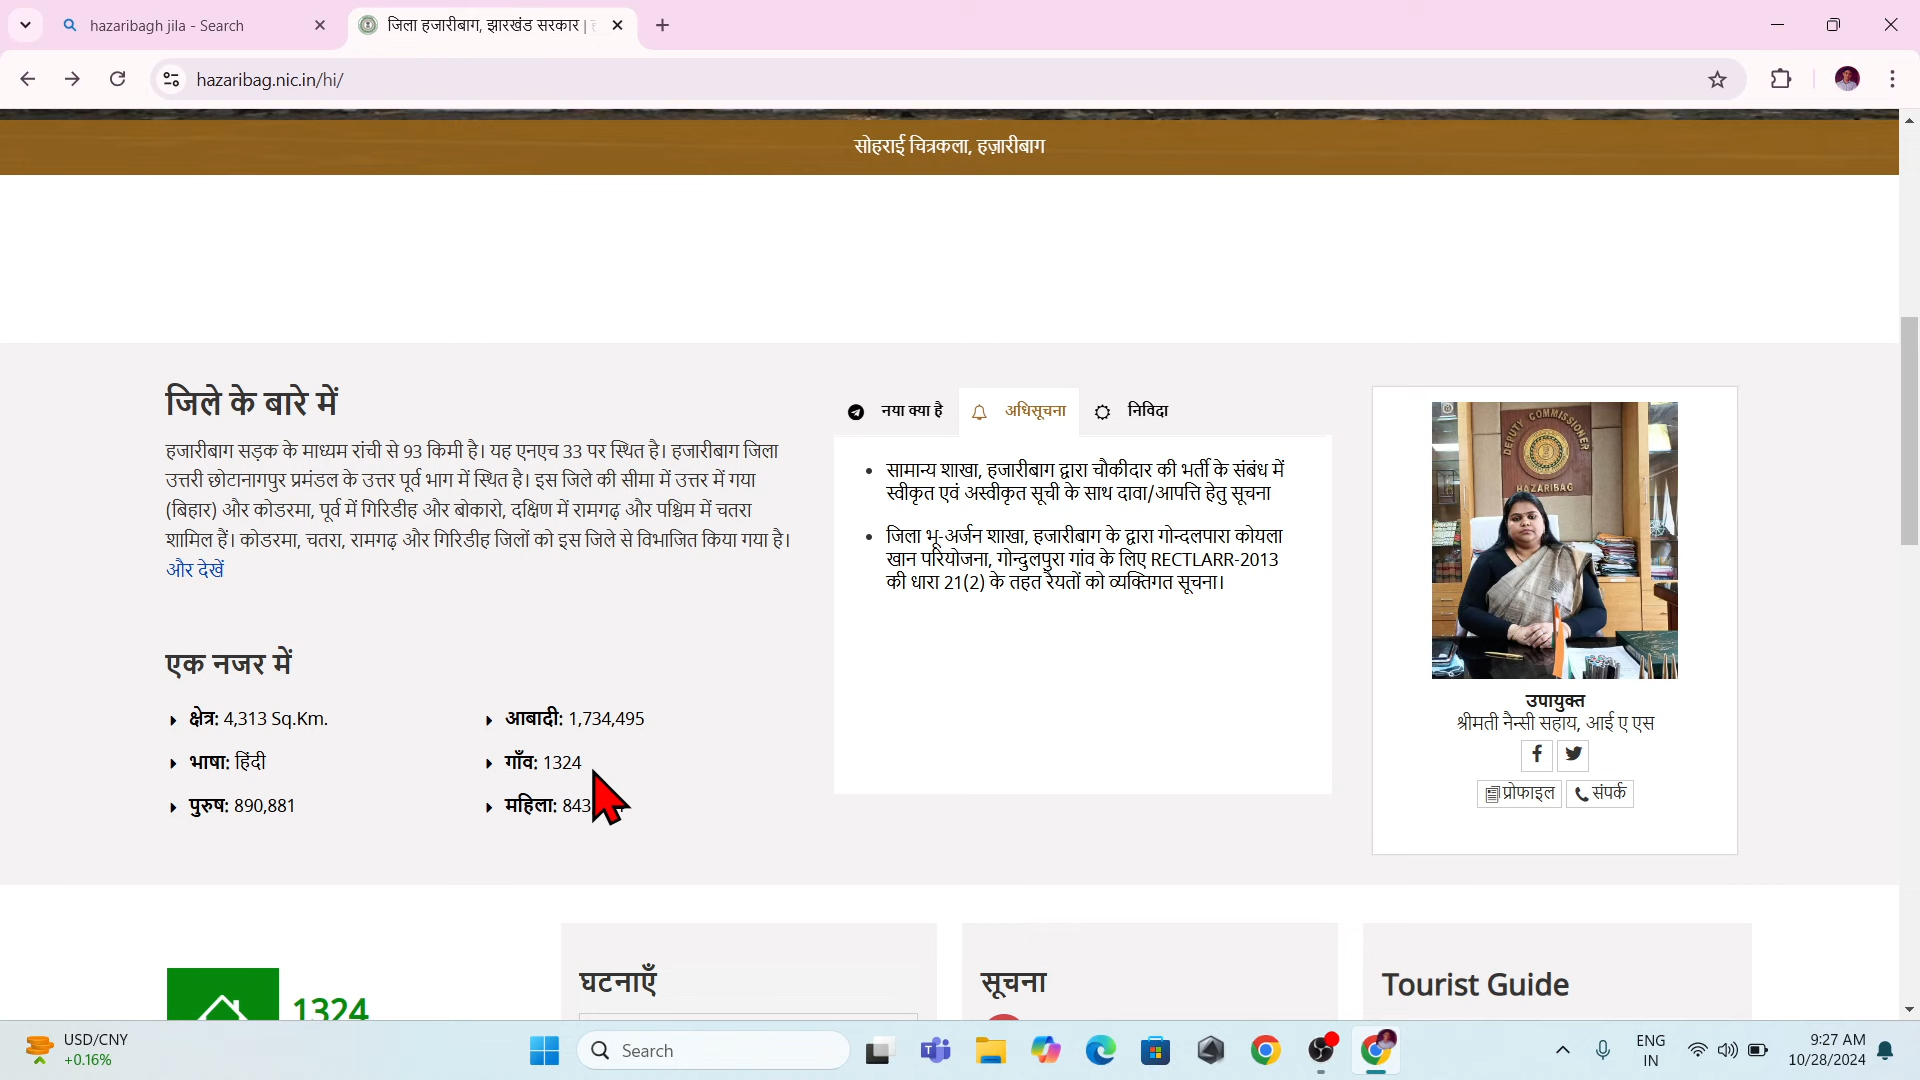 hazaribagh jila - Search
जिला हजारीबाग, झारखंड सरकार |
hazaribag.nic.in/hi/
सोहराई चित्रकला, हज़ारीबाग
जिले के बारे में
हजारीबाग सड़क के माध्यम रांची से 93 किमी है। यह एनएच 33 पर स्थित है। हजारीबाग जिला
उत्तरी छोटानागपुर प्रमंडल के उत्तर पूर्व भाग में स्थित है। इस जिले की सीमा में उत्तर में गया
(बिहार) और कोडरमा, पूर्व में गिरिडीह और बोकारो, दक्षिण में रामगढ़ और पश्चिम में चतरा
शामिल हैं। कोडरमा, चतरा, रामगढ़ और गिरिडीह जिलों को इस जिले से विभाजित किया गया है।
और देखें
एक नजर में
क्षेत्र: 4,313 Sq.Km.
आबादी: 1,734,495
भाषा: हिंदी
गाँव: 1324
पुरुष: 890,881
महिला: 843
नया क्या है
अधिसूचना
निविदा
सामान्य शाखा, हजारीबाग द्वारा चौकीदार की भर्ती के संबंध में
स्वीकृत एवं अस्वीकृत सूची के साथ दावा/आपत्ति हेतु सूचना
जिला भू-अर्जन शाखा, हजारीबाग के द्वारा गोन्दलपारा कोयला
खान परियोजना, गोन्दुलपुरा गांव के लिए RECTLARR-2013
की धारा 21(2) के तहत रैयतों को व्यक्तिगत सूचना।
DEPUTY COMMISSIONER
HAZARIBAG
उपायुक्त
श्रीमती नैन्सी सहाय, आई ए एस
प्रोफाइल
संपर्क
1324
घटनाएँ
सूचना
Tourist Guide
USD/CNY
+0.16%
Search
ENG
IN
9:27 AM
10/28/2024